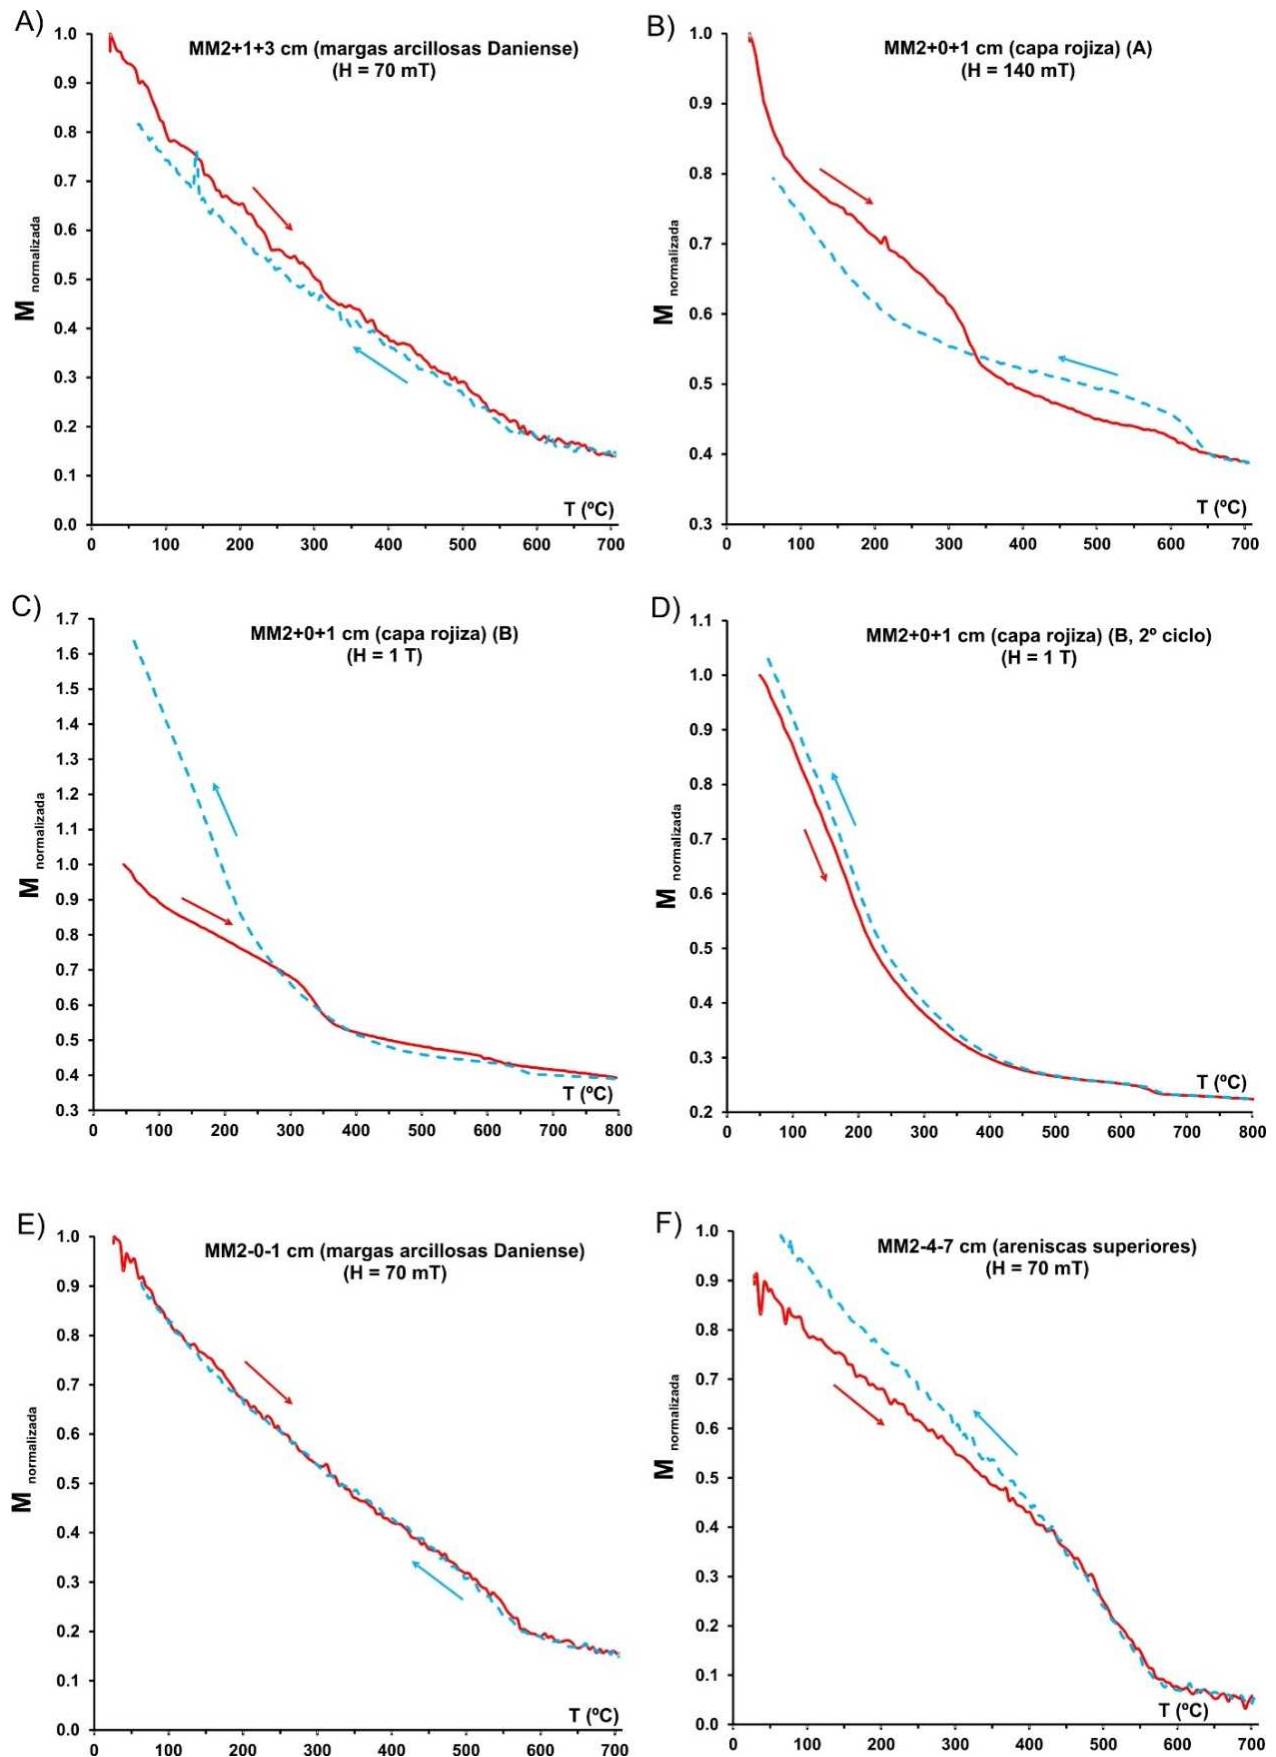 A)
MM2+1+3 cm (margas arcillosas Daniense)
(H = 70 mT)
1.0
0.9
0.8
0.7
0.6
0.5
0.4
0.3
0.2
0.1
0.0
M normalizada
T (ºC)
0 100 200 300 400 500 600 700
B)
MM2+0+1 cm (capa rojiza) (A)
(H = 140 mT)
1.0
0.9
0.8
0.7
0.6
0.5
0.4
0.3
M normalizada
T (ºC)
0 100 200 300 400 500 600 700
C)
MM2+0+1 cm (capa rojiza) (B)
(H = 1 T)
1.7
1.6
1.5
1.4
1.3
1.2
1.1
1.0
0.9
0.8
0.7
0.6
0.5
0.4
0.3
M normalizada
T (ºC)
0 100 200 300 400 500 600 700 800
D)
MM2+0+1 cm (capa rojiza) (B, 2º ciclo)
(H = 1 T)
1.1
1.0
0.9
0.8
0.7
0.6
0.5
0.4
0.3
0.2
M normalizada
T (ºC)
0 100 200 300 400 500 600 700 800
E)
MM2-0-1 cm (margas arcillosas Daniense)
(H = 70 mT)
1.0
0.9
0.8
0.7
0.6
0.5
0.4
0.3
0.2
0.1
0.0
M normalizada
T (ºC)
0 100 200 300 400 500 600 700
F)
MM2-4-7 cm (areniscas superiores)
(H = 70 mT)
1.0
0.9
0.8
0.7
0.6
0.5
0.4
0.3
0.2
0.1
0.0
M normalizada
T (ºC)
0 100 200 300 400 500 600 700